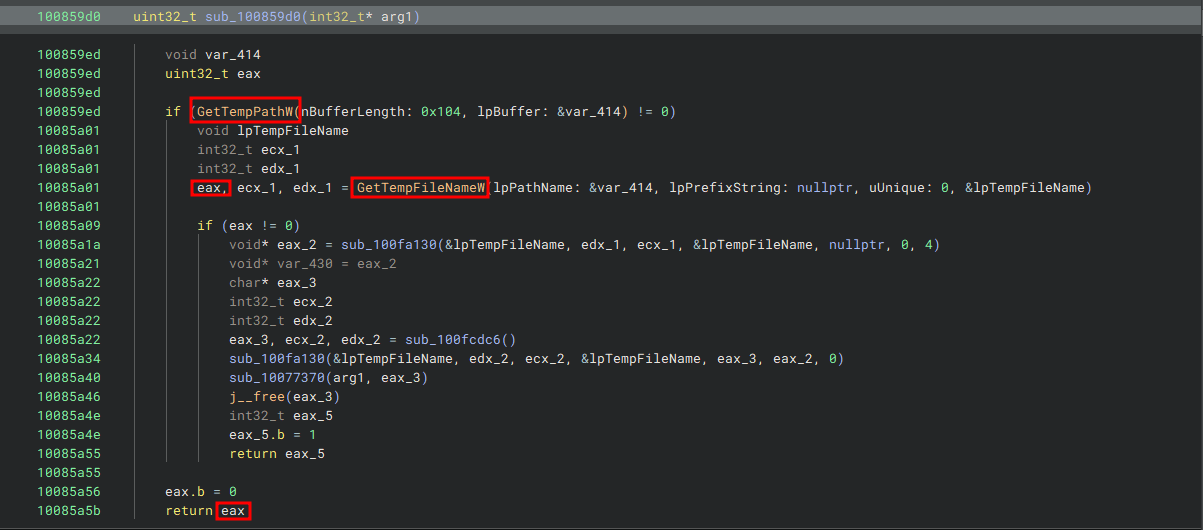 100859d0 uint32_t sub_100859d0(int32_t* arg1)
100859ed void var_414
100859ed uint32_t eax
100859ed
100859ed if (GetTempPathW(nBufferLength: 0x104, lpBuffer: &var_414) != 0)
10085a01 void lpTempFileName
10085a01 int32_t ecx_1
10085a01 int32_t edx_1
10085a01 eax, ecx_1, edx_1 = GetTempFileNameW(lpPathName: &var_414, lpPrefixString: nullptr, uUnique: 0, &lpTempFileName)
10085a01
10085a09 if (eax != 0)
10085a1a void* eax_2 = sub_100fa130(&lpTempFileName, edx_1, ecx_1, &lpTempFileName, nullptr, 0, 4)
10085a21 void* var_430 = eax_2
10085a22 char* eax_3
10085a22 int32_t ecx_2
10085a22 int32_t edx_2
10085a22 eax_3, ecx_2, edx_2 = sub_100fcdc6()
10085a34 sub_100fa130(&lpTempFileName, edx_2, ecx_2, &lpTempFileName, eax_3, eax_2, 0)
10085a40 sub_10077370(arg1, eax_3)
10085a46 j__free(eax_3)
10085a4e int32_t eax_5
10085a4e eax_5.b = 1
10085a55 return eax_5
10085a55
10085a56 eax.b = 0
10085a5b return eax